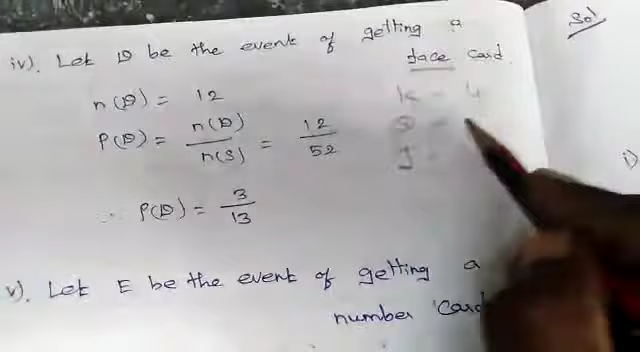 iv). Let D be the event of getting a
face card.
n(D) = 12
P(D) = n(D) / n(S) = 12 / 52
∴ P(D) = 3 / 13
K - 4
Q -
J -
v). Let E be the event of getting a
number card
Sol
i)